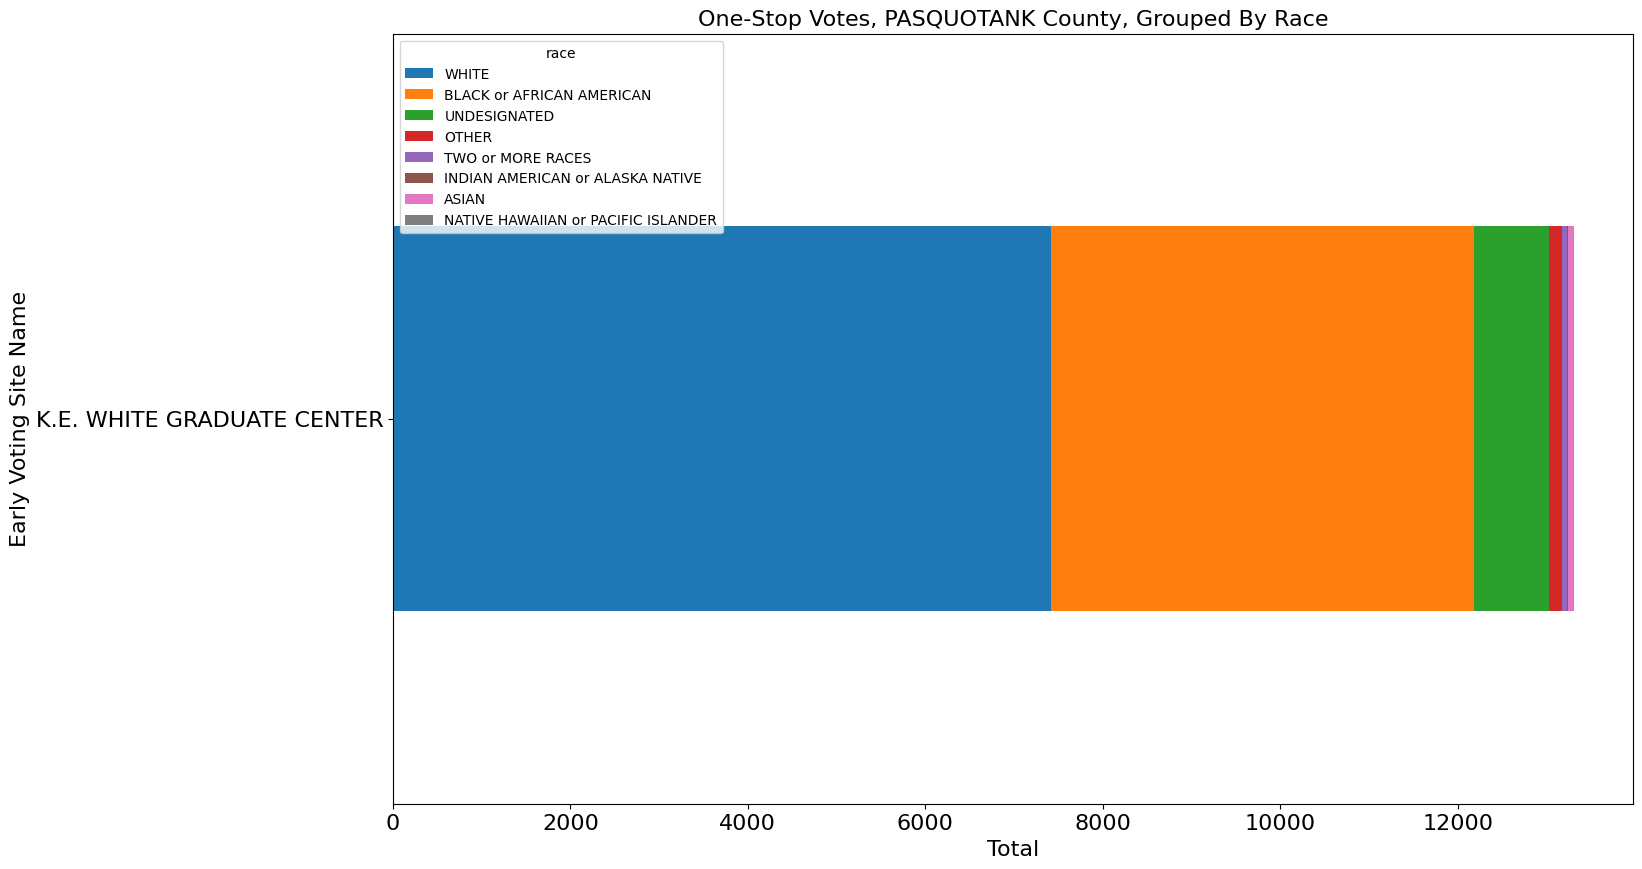 One-Stop Votes, PASQUOTANK County, Grouped By Race
race
WHITE
BLACK or AFRICAN AMERICAN
UNDESIGNATED
OTHER
TWO or MORE RACES
INDIAN AMERICAN or ALASKA NATIVE
ASIAN
NATIVE HAWAIIAN or PACIFIC ISLANDER
Early Voting Site Name
K.E. WHITE GRADUATE CENTER
0 2000 4000 6000 8000 10000 12000
Total